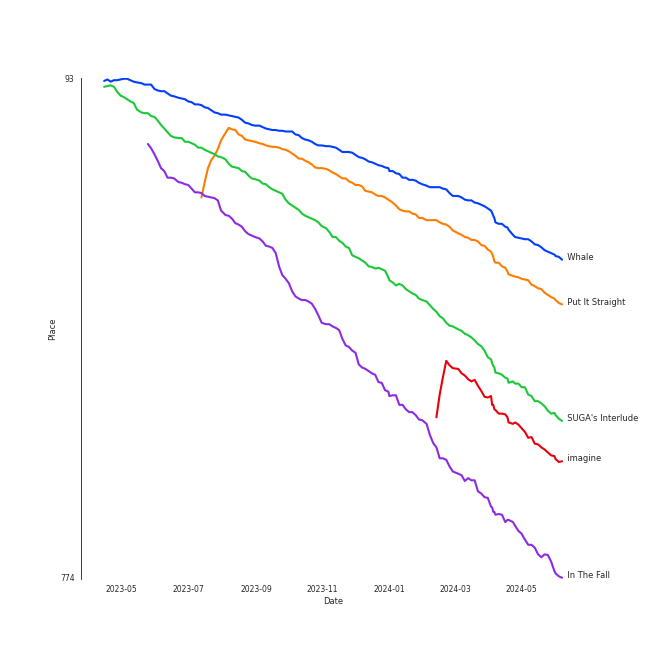 93
Whale
Put It Straight
Place
SUGA's Interlude
imagine
In The Fall
774
2023-05 2023-07 2023-09 2023-11 2024-01 2024-03 2024-05
Date